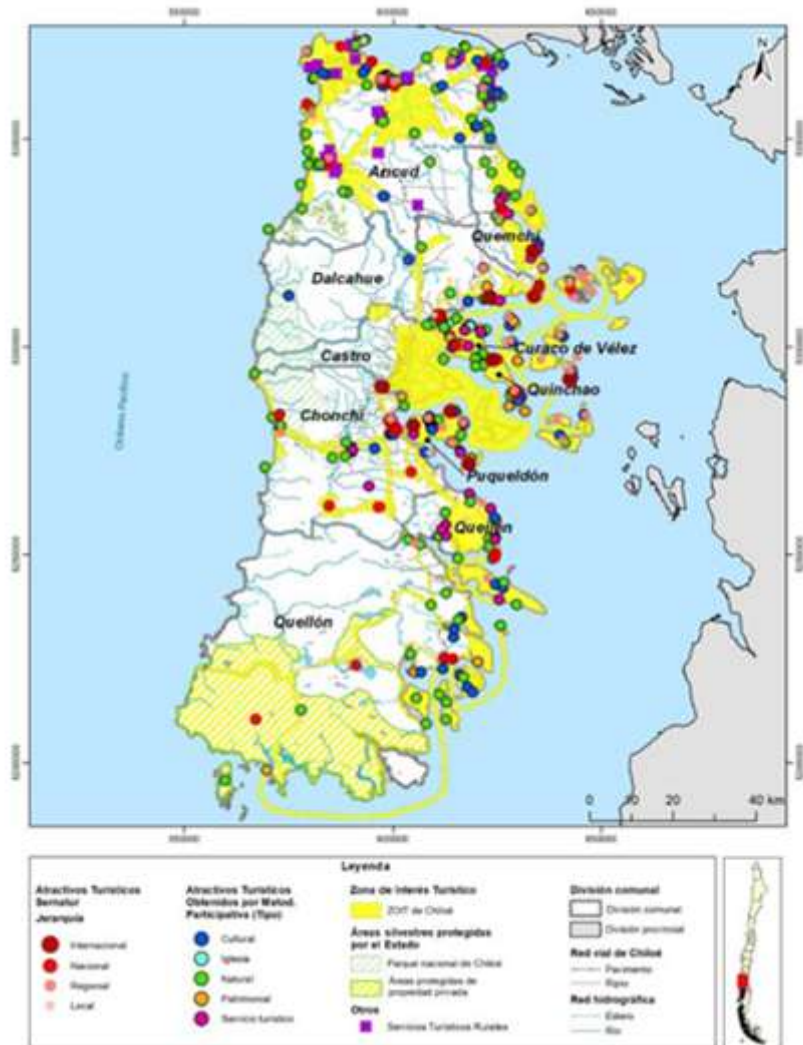 N
Ancud
Quemchi
Dalcahue
Castro
Curaco de Vélez
Quinchao
Chonchi
Puqueldón
Queilén
Quellón
Océano Pacífico
0 10 20 40 km
Leyenda
Atractivos Turísticos
Sernatur
Jerarquía
Internacional
Nacional
Regional
Local
Atractivos Turísticos
Obtenidos por Metod.
Participativa (Tipo)
Cultural
Iglesia
Natural
Patrimonial
Servicio turístico
Zona de Interés Turístico
ZOIT de Chiloé
Áreas silvestres protegidas
por el Estado
Parque nacional de Chiloé
Áreas protegidas de
propiedad privada
Otros
Servicios Turísticos Rurales
División comunal
División comunal
División provincial
Red vial de Chiloé
Pavimento
Ripio
Red hidrográfica
Estero
Río